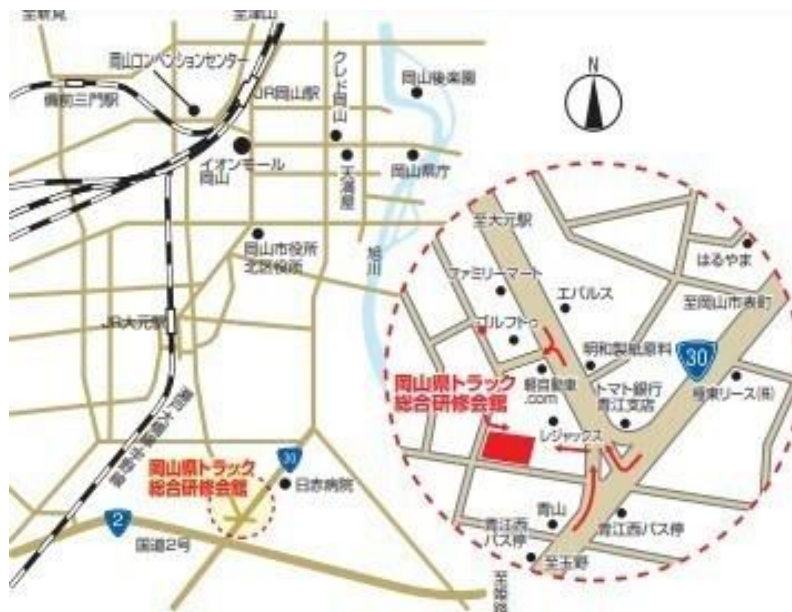 至新見
至津山
岡山コンベンションセンター
備前三門駅
JR岡山駅
クレド岡山
岡山後楽園
イオンモール
岡山
天満屋
岡山県庁
岡山市役所
北区役所
旭川
JR大元駅
岡山県トラック
総合研修会館
30
日赤病院
2
国道2号
N
至大元駅
はるやま
ファミリーマート
エバルス
至岡山市表町
ゴルフトゥ
明和製紙原料
30
岡山県トラック
総合研修会館
軽自動車
.com
トマト銀行
青江支店
極東リース(株)
レジャックス
青山
青江西
バス停
青江西バス停
至玉野